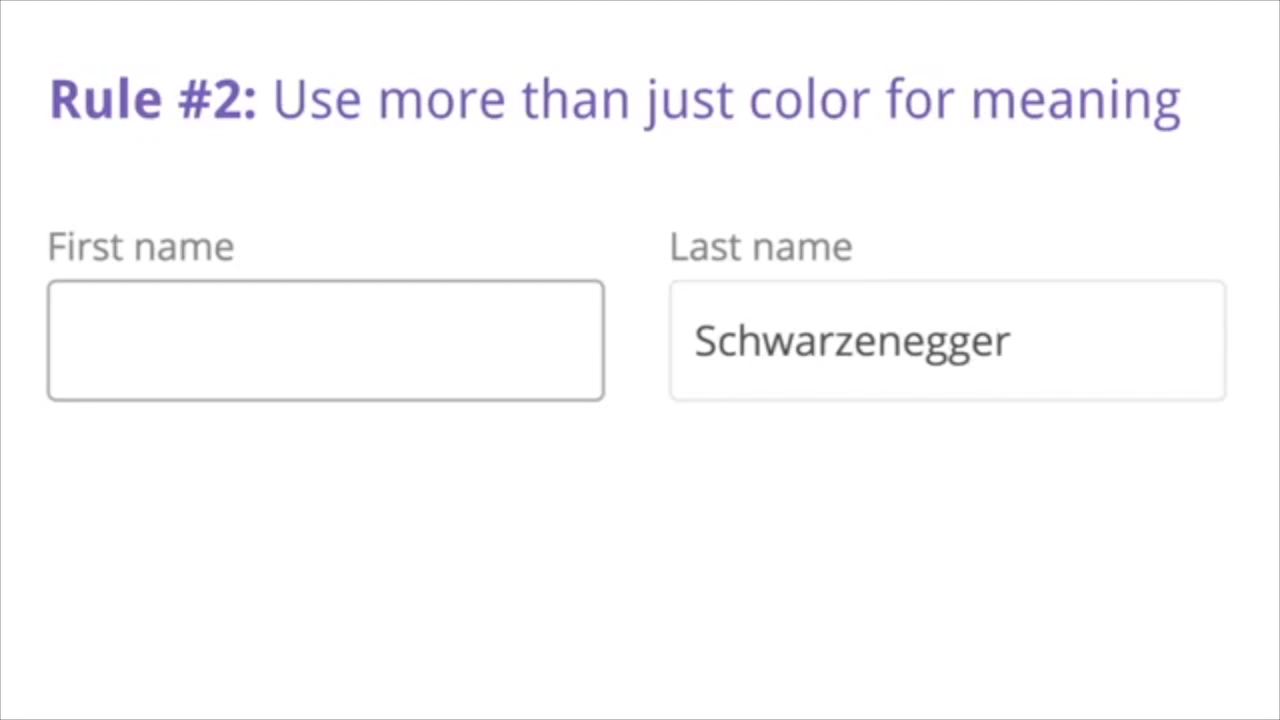 Rule #2: Use more than just color for meaning
First name
Last name
Schwarzenegger